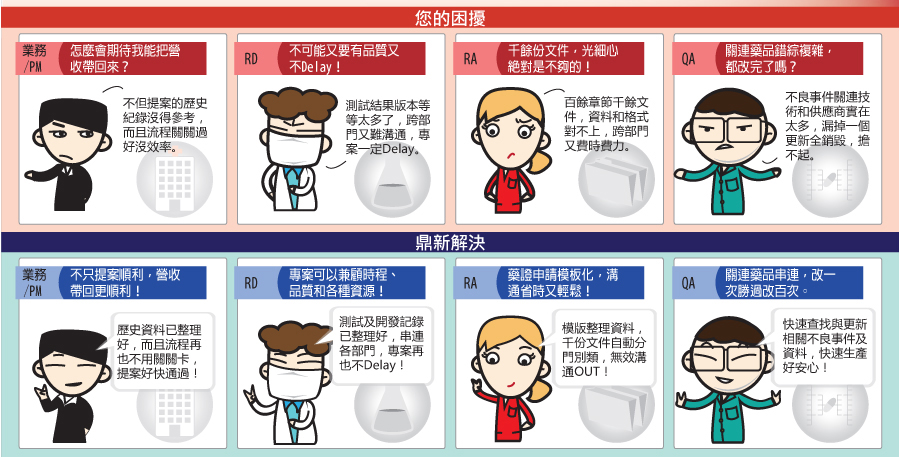 您的困擾
業務
/PM
怎麼會期待我能把營
收帶回來？
不但提案的歷史
紀錄沒得參考，
而且流程關關過
好沒效率。
RD
不可能又要有品質又
不Delay！
測試結果版本等
等太多了，跨部
門又難溝通，專
案一定Delay。
RA
千餘份文件，光細心
絕對是不夠的！
百餘章節千餘文
件，資料和格式
對不上，跨部門
又費時費力。
QA
關連藥品錯綜複雜，
都改完了嗎？
不良事件關連技
術和供應商實在
太多，漏掉一個
更新全銷毀，擔
不起。
鼎新解決
業務
/PM
不只提案順利，營收
帶回更順利！
歷史資料已整理
好，而且流程再
也不用關關卡，
提案好快通過！
RD
專案可以兼顧時程、
品質和各種資源！
測試及開發記錄
已整理好，串連
各部門，專案再
也不Delay！
RA
藥證申請模板化，溝
通省時又輕鬆！
模版整理資料，
千份文件自動分
門別類，無效溝
通OUT！
QA
關連藥品串連，改一
次勝過改百次。
快速查找與更新
相關不良事件及
資料，快速生產
好安心！